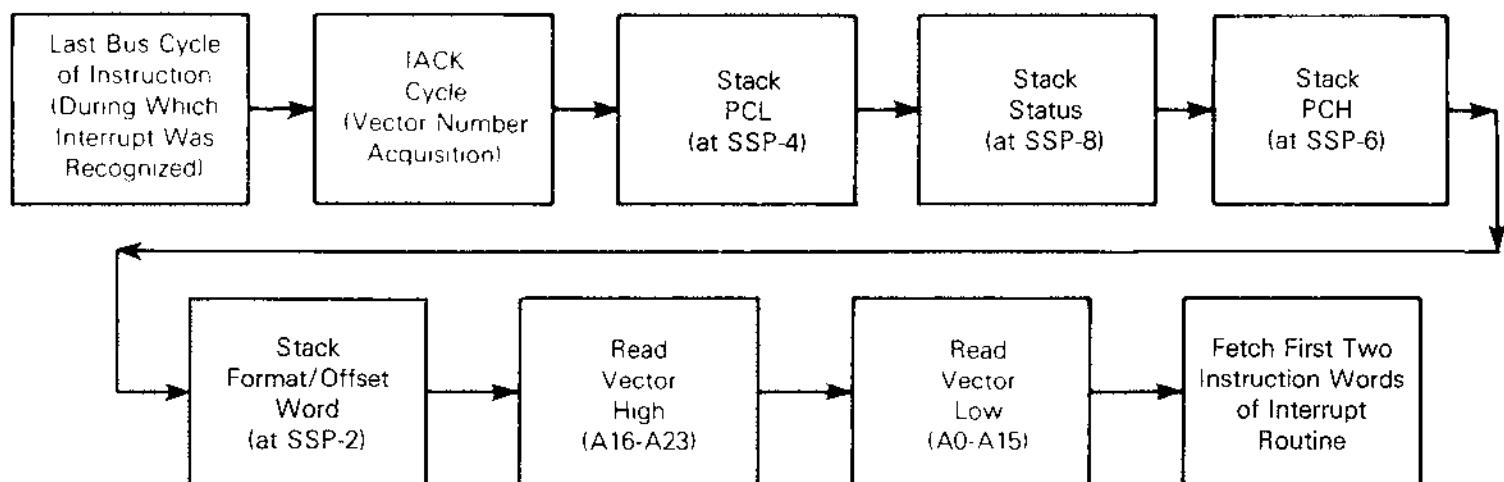 Last Bus Cycle
of Instruction
(During Which
Interrupt Was
Recognized)
IACK
Cycle
(Vector Number
Acquisition)
Stack
PCL
(at SSP-4)
Stack
Status
(at SSP-8)
Stack
PCH
(at SSP-6)
Stack
Format/Offset
Word
(at SSP-2)
Read
Vector
High
(A16-A23)
Read
Vector
Low
(A0-A15)
Fetch First Two
Instruction Words
of Interrupt
Routine